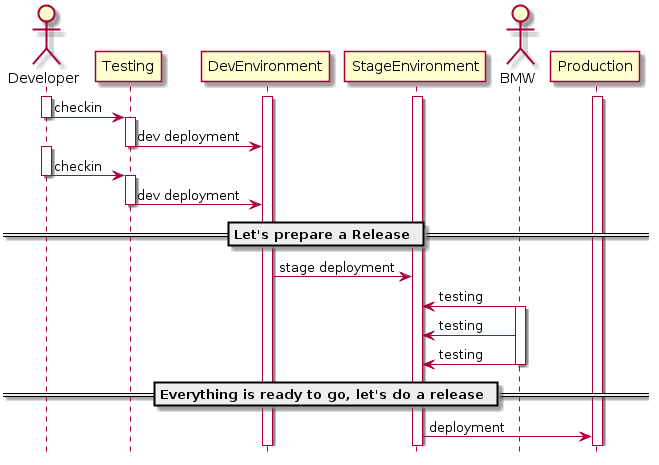 Developer
Testing
DevEnvironment
StageEnvironment
BMW
Production
checkin
dev deployment
checkin
dev deployment
Let's prepare a Release
stage deployment
testing
testing
testing
Everything is ready to go, let's do a release
deployment